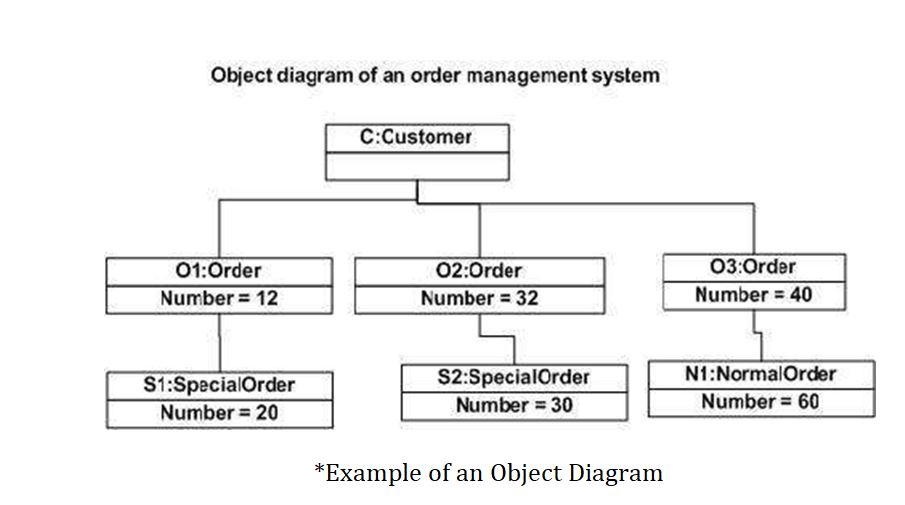 Object diagram of an order management system
C:Customer
O1:Order
Number = 12
O2:Order
Number = 32
O3:Order
Number = 40
S1:SpecialOrder
Number = 20
S2:SpecialOrder
Number = 30
N1:NormalOrder
Number = 60
*Example of an Object Diagram